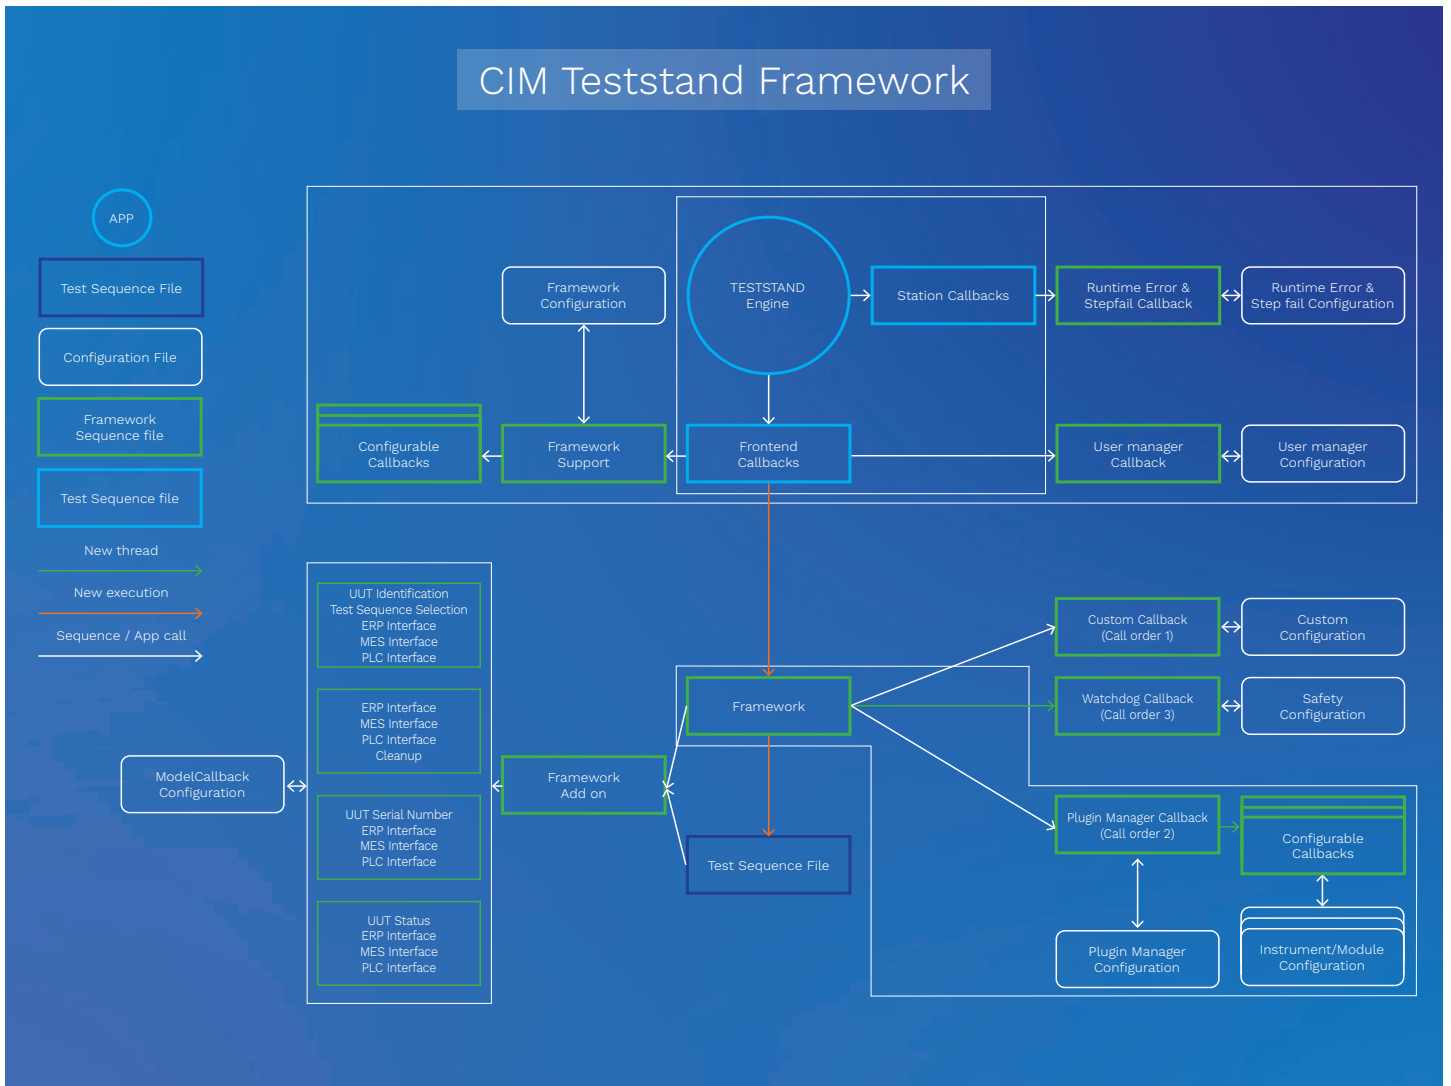 CIM Teststand Framework
APP
Test Sequence File
Configuration File
Framework
Sequence file
Test Sequence file
New thread
New execution
Sequence / App call
Framework
Configuration
TESTSTAND
Engine
Station Callbacks
Runtime Error &
Stepfail Callback
Runtime Error &
Step fail Configuration
Configurable
Callbacks
Framework
Support
Frontend
Callbacks
User manager
Callback
User manager
Configuration
UUT Identification
Test Sequence Selection
ERP Interface
MES Interface
PLC Interface
ERP Interface
MES Interface
PLC Interface
Cleanup
UUT Serial Number
ERP Interface
MES Interface
PLC Interface
UUT Status
ERP Interface
MES Interface
PLC Interface
ModelCallback
Configuration
Framework
Add on
Framework
Test Sequence File
Custom Callback
(Call order 1)
Custom
Configuration
Watchdog Callback
(Call order 3)
Safety
Configuration
Plugin Manager Callback
(Call order 2)
Configurable
Callbacks
Plugin Manager
Configuration
Instrument/Module
Configuration